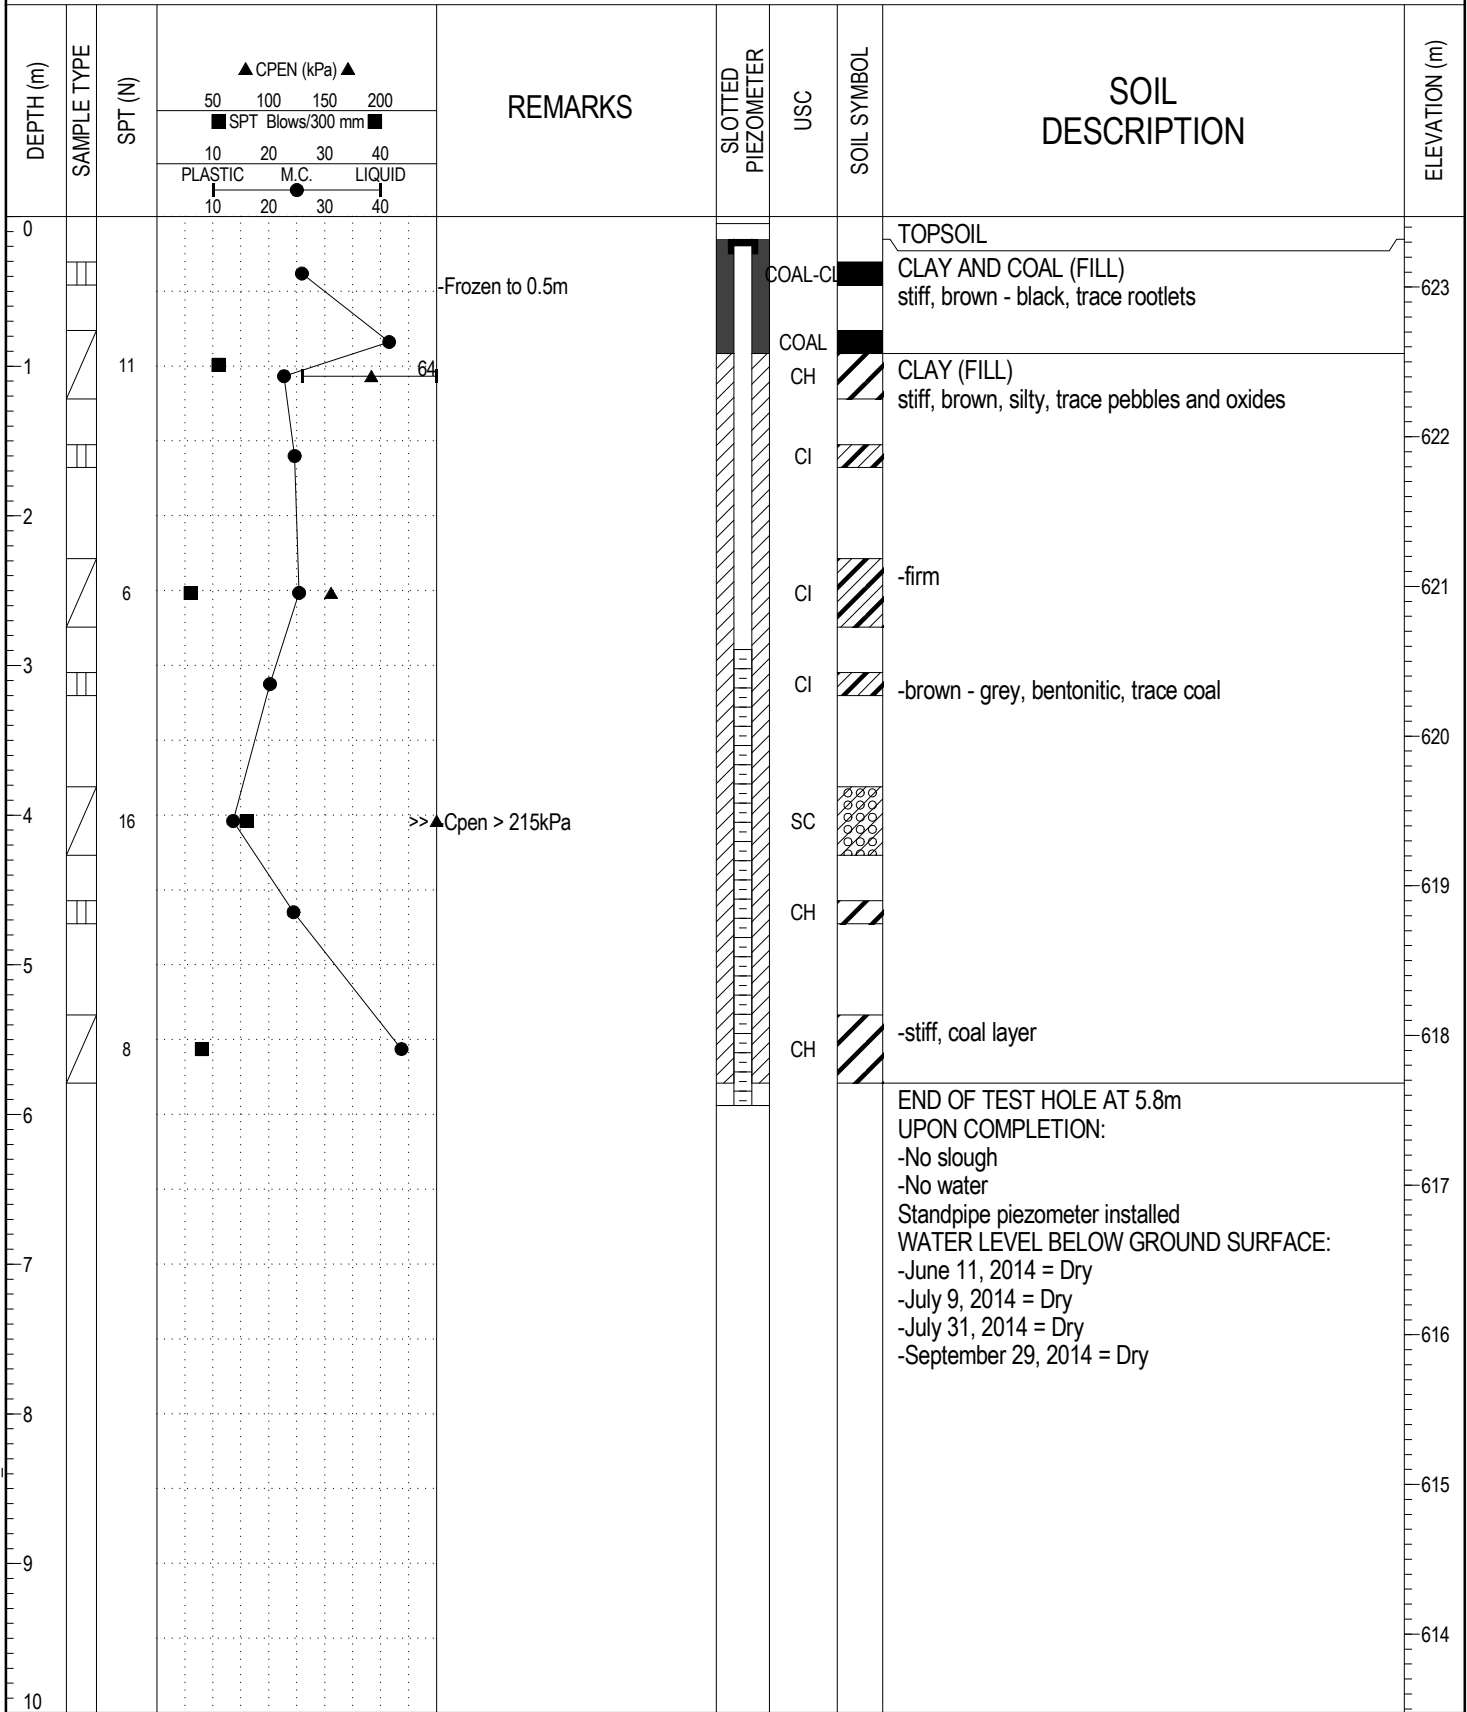 DEPTH (m)
SAMPLE TYPE
SPT (N)
▲ CPEN (kPa) ▲
50 100 150 200
■ SPT Blows/300 mm ■
10 20 30 40
PLASTIC M.C. LIQUID
10 20 30 40
REMARKS
SLOTTED
PIEZOMETER
USC
SOIL SYMBOL
SOIL
DESCRIPTION
ELEVATION (m)
0
TOPSOIL
COAL-CL
CLAY AND COAL (FILL)
-Frozen to 0.5m
623
stiff, brown - black, trace rootlets
COAL
1
11
64
CH
CLAY (FILL)
stiff, brown, silty, trace pebbles and oxides
622
CI
2
-firm
621
6
CI
3
CI
-brown - grey, bentonitic, trace coal
620
4
16
>>▲ Cpen > 215kPa
SC
619
CH
5
-stiff, coal layer
618
8
CH
END OF TEST HOLE AT 5.8m
6
UPON COMPLETION:
-No slough
-No water
617
Standpipe piezometer installed
WATER LEVEL BELOW GROUND SURFACE:
7
-June 11, 2014 = Dry
-July 9, 2014 = Dry
-July 31, 2014 = Dry
616
-September 29, 2014 = Dry
8
615
9
614
10